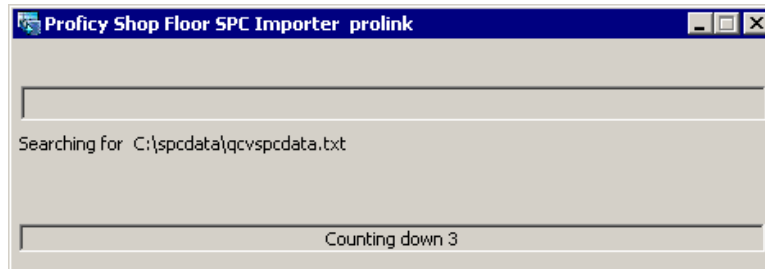 Proficy Shop Floor SPC Importer prolink
Searching for C:\spcdata\qcvspcdata.txt
Counting down 3